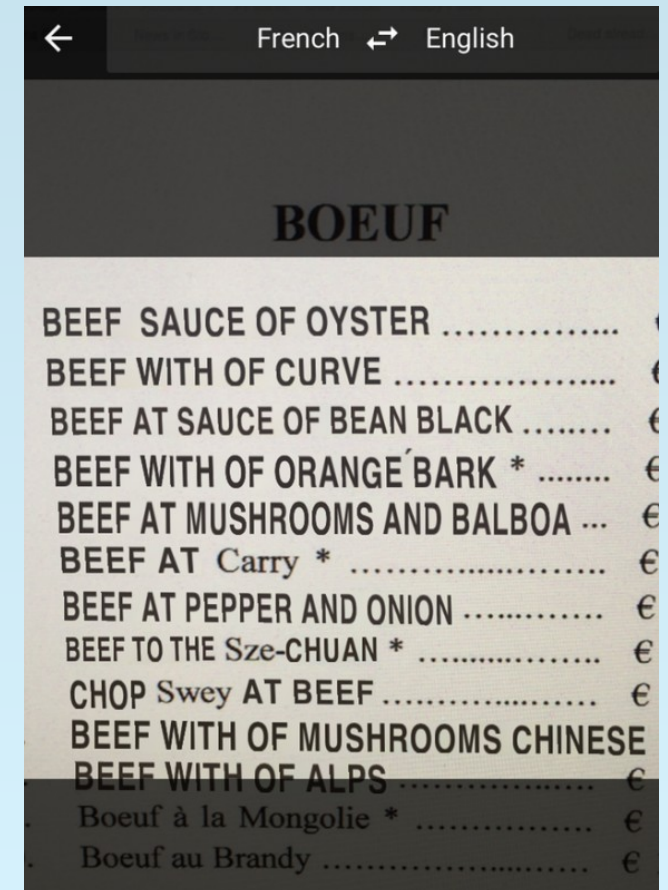 French English
BOEUF
BEEF SAUCE OF OYSTER ................ €
BEEF WITH OF CURVE .................... €
BEEF AT SAUCE OF BEAN BLACK ........ €
BEEF WITH OF ORANGE´BARK * ........ €
BEEF AT MUSHROOMS AND BALBOA ... €
BEEF AT Carry * ....................... €
BEEF AT PEPPER AND ONION ............ €
BEEF TO THE Sze-CHUAN * ................. €
CHOP Swey AT BEEF .................... €
BEEF WITH OF MUSHROOMS CHINESE
BEEF WITH OF ALPS .................... €
Boeuf à la Mongolie * ................ €
Boeuf au Brandy ........................ €